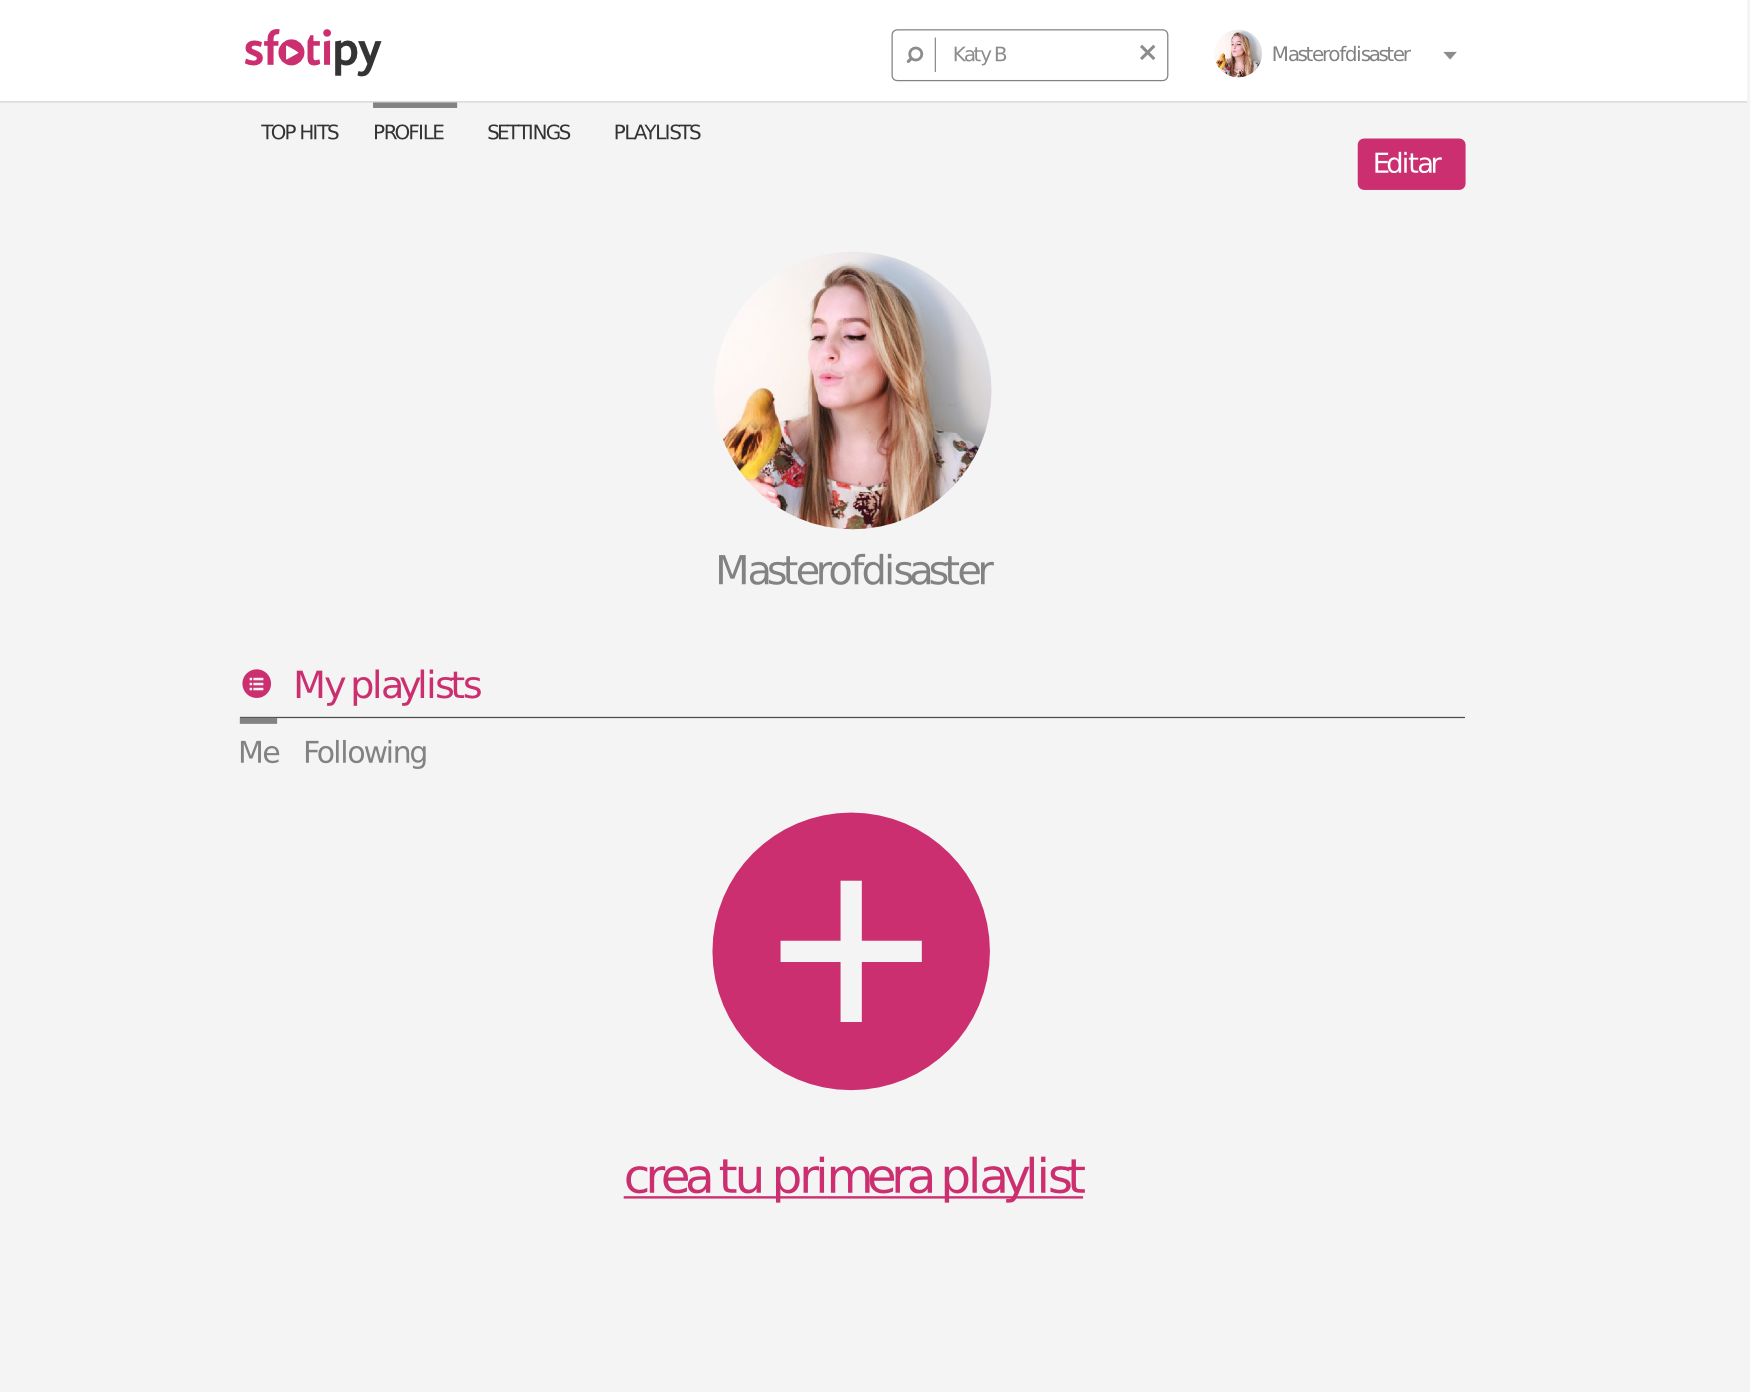 sfotipy
Katy B
Masterofdisaster
TOP HITS PROFILE SETTINGS PLAYLISTS
Editar
Masterofdisaster
My playlists
Me Following
crea tu primera playlist